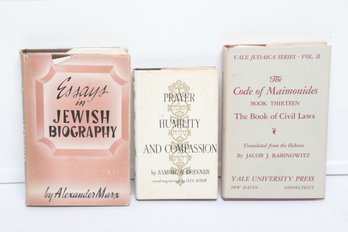 Essays
in
JEWISH
BIOGRAPHY
by Alexander Marx
PRAYER
HUMILITY
AND COMPASSION
by SAMUEL H. DRESNER
YALE JUDAICA SERIES · VOL. II
The
Code of Maimonides
BOOK THIRTEEN
The Book of Civil Laws
Translated from the Hebrew
By JACOB J. RABINOWITZ
YALE UNIVERSITY PRESS
NEW HAVEN CONNECTICUT